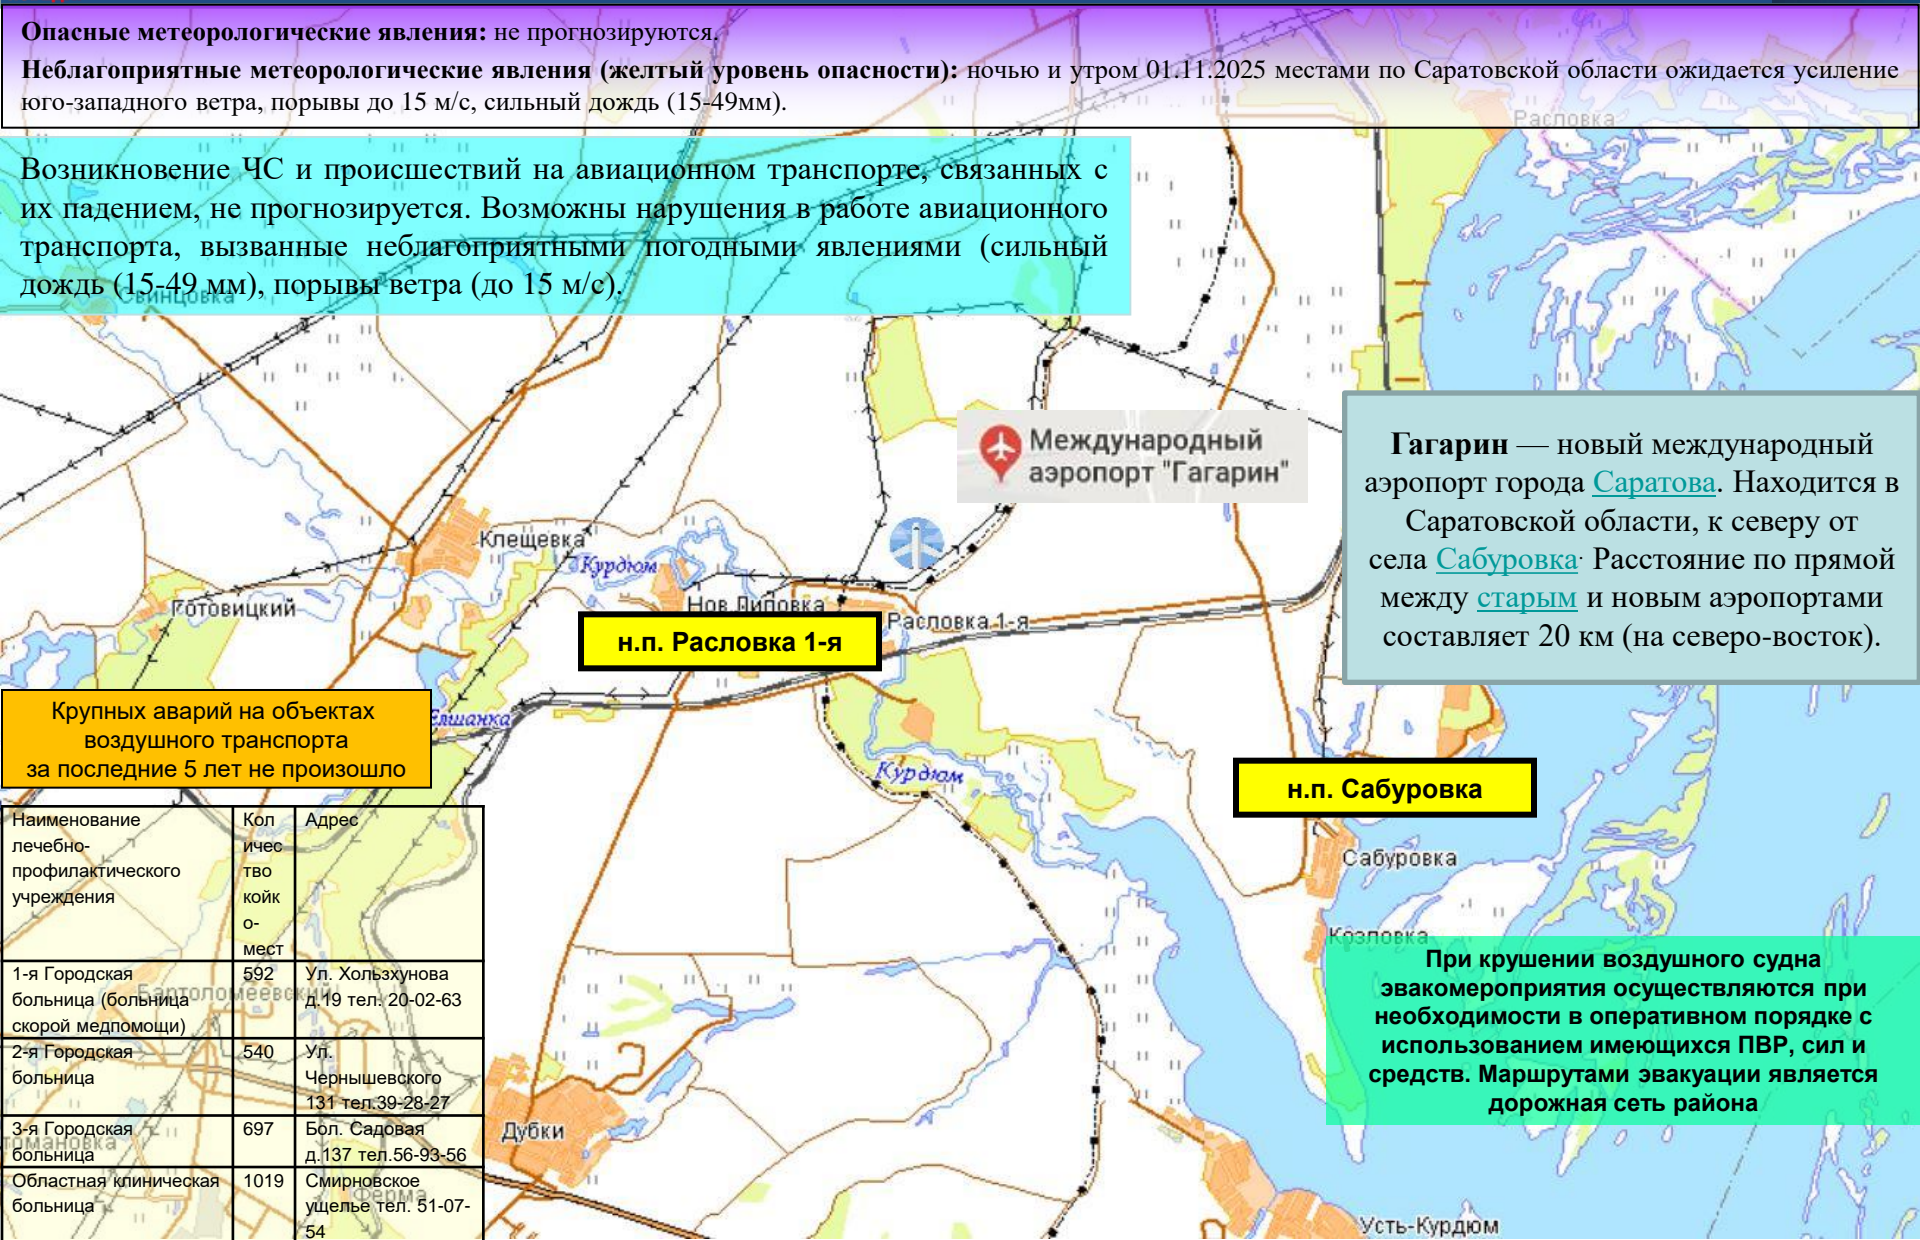 Опасные метеорологические явления: не прогнозируются.
Неблагоприятные метеорологические явления (желтый уровень опасности): ночью и утром 01.11.2025 местами по Саратовской области ожидается усиление
юго-западного ветра, порывы до 15 м/с, сильный дождь (15-49мм).
Расловка
Возникновение ЧС и происшествий на авиационном транспорте, связанных с
их падением, не прогнозируется. Возможны нарушения в работе авиационного
транспорта, вызванные неблагоприятными погодными явлениями (сильный
дождь (15-49 мм), порывы ветра (до 15 м/с).
Свинцовка
Международный
аэропорт "Гагарин"
Гагарин — новый международный
аэропорт города Саратова. Находится в
Саратовской области, к северу от
села Сабуровка. Расстояние по прямой
между старым и новым аэропортами
составляет 20 км (на северо-восток).
Клещевка
Курдюм
Готовицкий
Нов.Липовка
Расловка 1-я
н.п. Расловка 1-я
Елшанка
Крупных аварий на объектах
воздушного транспорта
за последние 5 лет не произошло
Курдюм
н.п. Сабуровка
Сабуровка
Козловка
При крушении воздушного судна
эвакомероприятия осуществляются при
необходимости в оперативном порядке с
использованием имеющихся ПВР, сил и
средств. Маршрутами эвакуации является
дорожная сеть района
Наименование
лечебно-
профилактического
учреждения
Кол
ичес
тво
койк
о-
мест
Адрес
1-я Городская
больница (больница
скорой медпомощи)
592
Ул. Хользхунова
д.19 тел. 20-02-63
Бартоломеевский
2-я Городская
больница
540
Ул.
Чернышевского
131 тел.39-28-27
3-я Городская
больница
697
Бол. Садовая
д.137 тел.56-93-56
Областная клиническая
больница
1019
Смирновское
ущелье тел. 51-07-
54
Ферма
Дубки
Усть-Курдюм